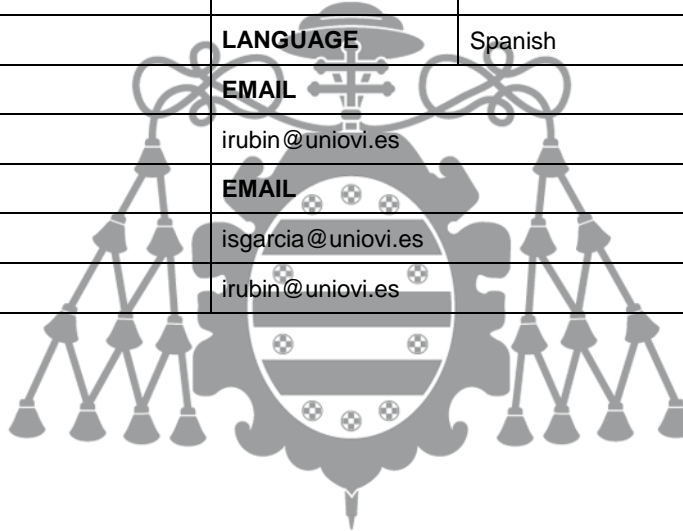 LANGUAGE Spanish
EMAIL
irubin@uniovi.es
EMAIL
isgarcia@uniovi.es
irubin@uniovi.es